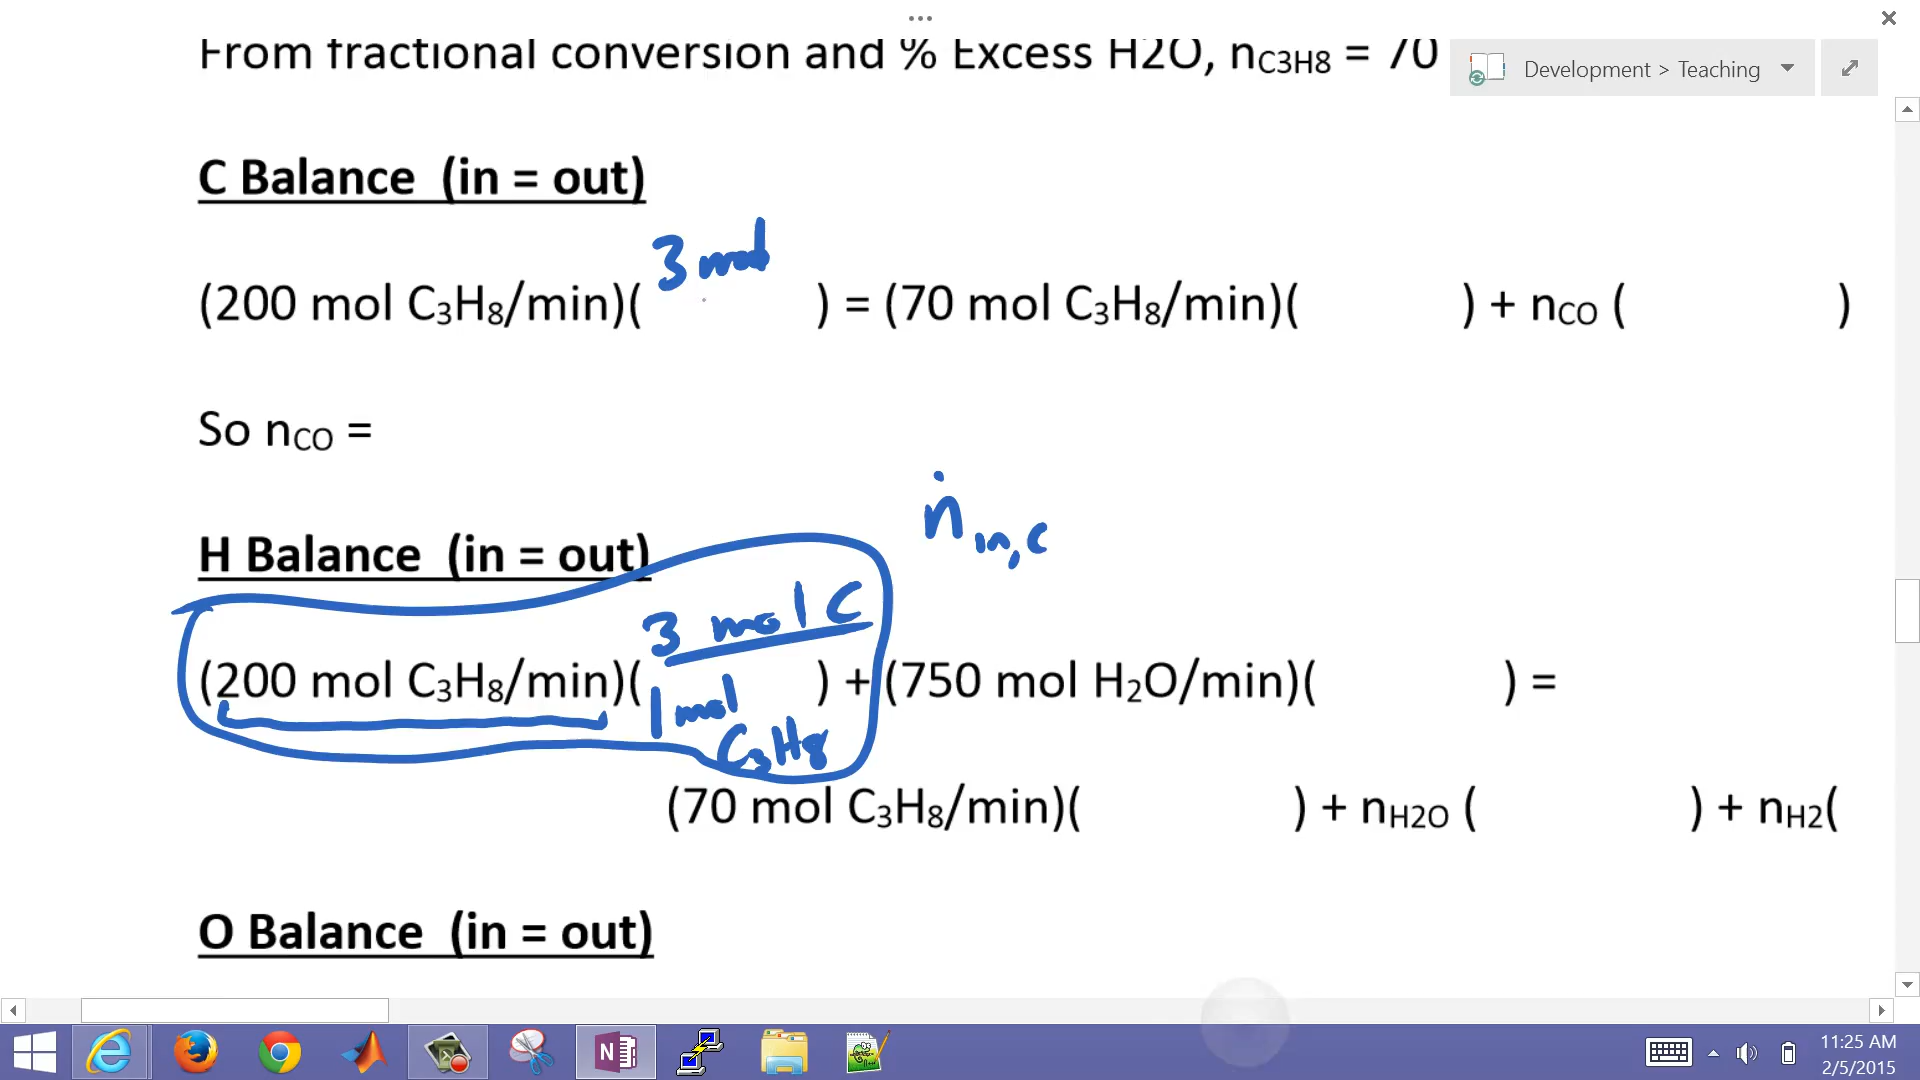 From fractional conversion and % Excess H2O, nC3H8 = 70
Development > Teaching
C Balance (in = out)
3 mol
(200 mol C3H8/min)( ) = (70 mol C3H8/min)( ) + nCO ( )
So nCO =
ṅ in, C
H Balance (in = out)
3 mol C
(200 mol C3H8/min)( ) + (750 mol H2O/min)( ) =
1 mol
C3H8
(70 mol C3H8/min)( ) + nH2O ( ) + nH2(
O Balance (in = out)
N
11:25 AM
2/5/2015